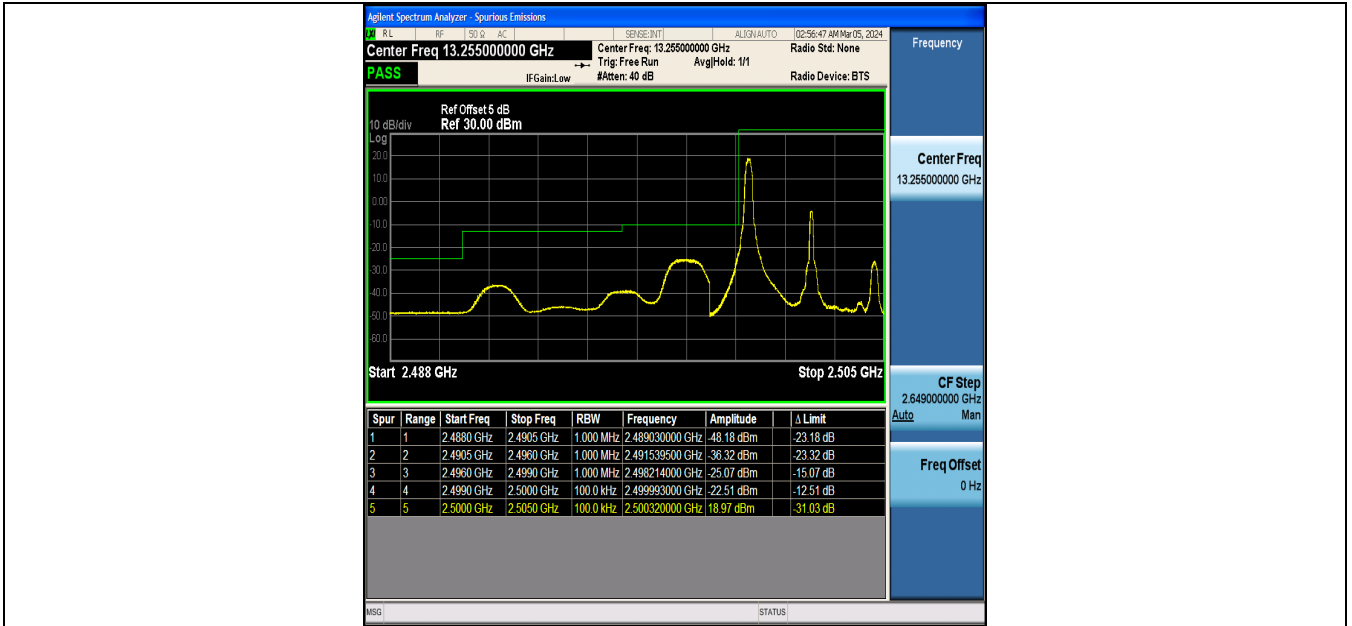 Agilent Spectrum Analyzer - Spurious Emissions
LXI RL RF 50 Ω AC SENSE:INT ALIGN AUTO 02:56:47 AM Mar 05, 2024
Center Freq 13.255000000 GHz
Center Freq: 13.255000000 GHz Radio Std: None
Trig: Free Run Avg|Hold: 1/1
PASS IFGain:Low #Atten: 40 dB Radio Device: BTS
Frequency
Ref Offset 5 dB
10 dB/div Ref 30.00 dBm
Log
20.0
10.0
0.00
-10.0
-20.0
-30.0
-40.0
-50.0
-60.0
Start 2.488 GHz Stop 2.505 GHz
Center Freq
13.255000000 GHz
CF Step
2.649000000 GHz
Auto Man
Freq Offset
0 Hz
Spur Range Start Freq Stop Freq RBW Frequency Amplitude Δ Limit
1 1 2.4880 GHz 2.4905 GHz 1.000 MHz 2.489030000 GHz -48.18 dBm -23.18 dB
2 2 2.4905 GHz 2.4960 GHz 1.000 MHz 2.491539500 GHz -36.32 dBm -23.32 dB
3 3 2.4960 GHz 2.4990 GHz 1.000 MHz 2.498214000 GHz -25.07 dBm -15.07 dB
4 4 2.4990 GHz 2.5000 GHz 100.0 kHz 2.499993000 GHz -22.51 dBm -12.51 dB
5 5 2.5000 GHz 2.5050 GHz 100.0 kHz 2.500320000 GHz 18.97 dBm -31.03 dB
MSG STATUS